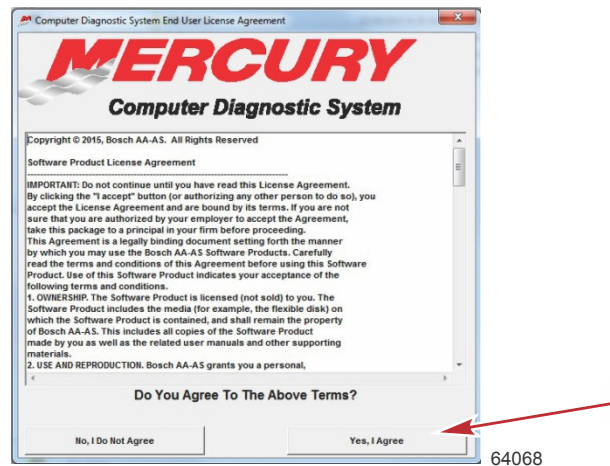 Computer Diagnostic System End User License Agreement
MERCURY
Computer Diagnostic System
Copyright © 2015, Bosch AA-AS. All Rights Reserved
Software Product License Agreement
IMPORTANT: Do not continue until you have read this License Agreement.
By clicking the "I accept" button (or authorizing any other person to do so), you
accept the License Agreement and are bound by its terms. If you are not
sure that you are authorized by your employer to accept the Agreement,
take this package to a principal in your firm before proceeding.
This Agreement is a legally binding document setting forth the manner
by which you may use the Bosch AA-AS Software Products. Carefully
read the terms and conditions of this Agreement before using this Software
Product. Use of this Software Product indicates your acceptance of the
following terms and conditions.
1. OWNERSHIP. The Software Product is licensed (not sold) to you. The
Software Product includes the media (for example, the flexible disk) on
which the Software Product is contained, and shall remain the property
of Bosch AA-AS. This includes all copies of the Software Product
made by you as well as the related user manuals and other supporting
materials.
2. USE AND REPRODUCTION. Bosch AA-AS grants you a personal,
Do You Agree To The Above Terms?
No, I Do Not Agree
Yes, I Agree
64068